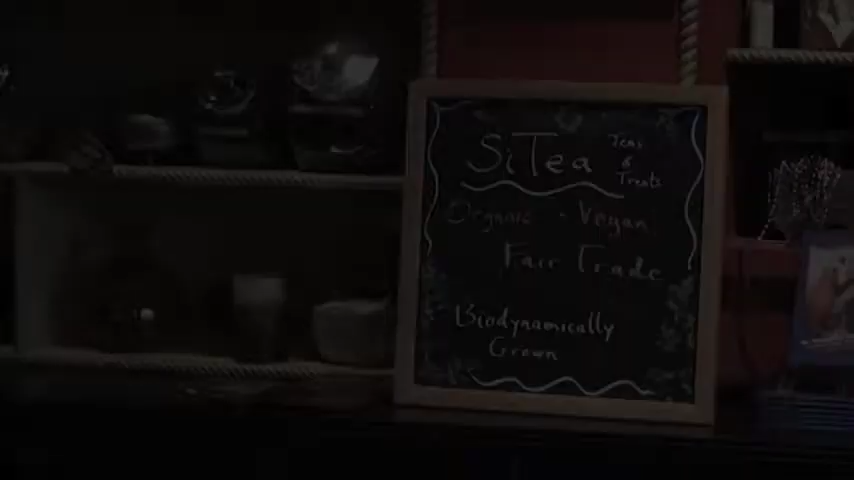 SiTea Teas
&
Treats
Organic - Vegan
Fair Trade
Biodynamically
Grown